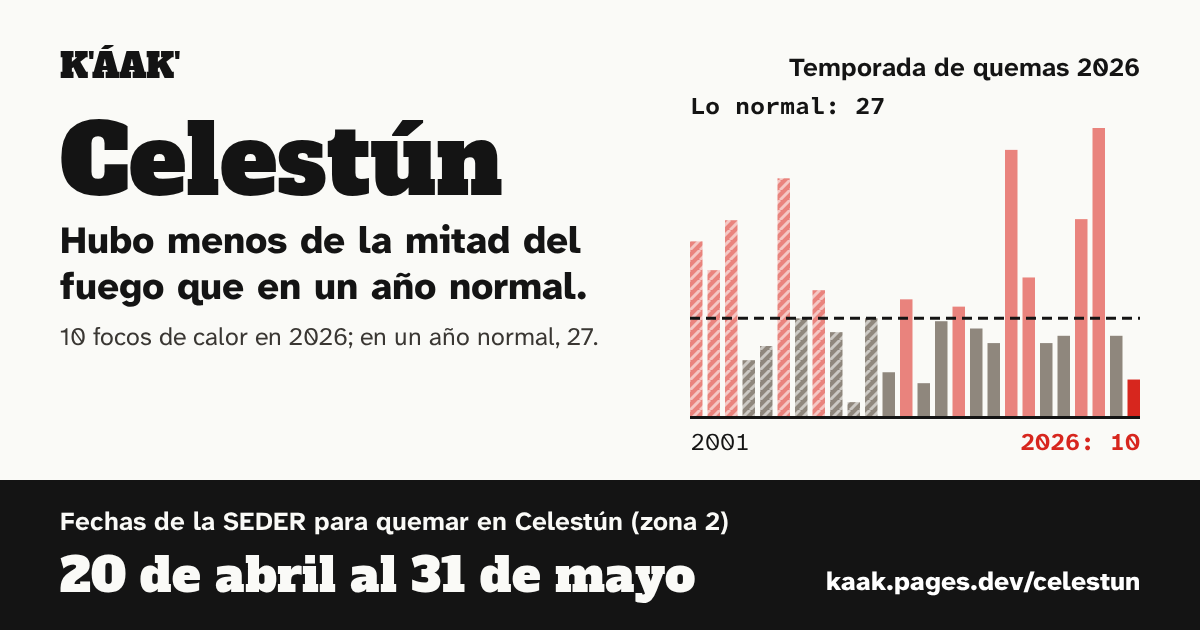 K'ÁAK'
Celestún
Hubo menos de la mitad del
fuego que en un año normal.
10 focos de calor en 2026; en un año normal, 27.
Temporada de quemas 2026
Lo normal: 27
2001
2026: 10
Fechas de la SEDER para quemar en Celestún (zona 2)
20 de abril al 31 de mayo
kaak.pages.dev/celestun